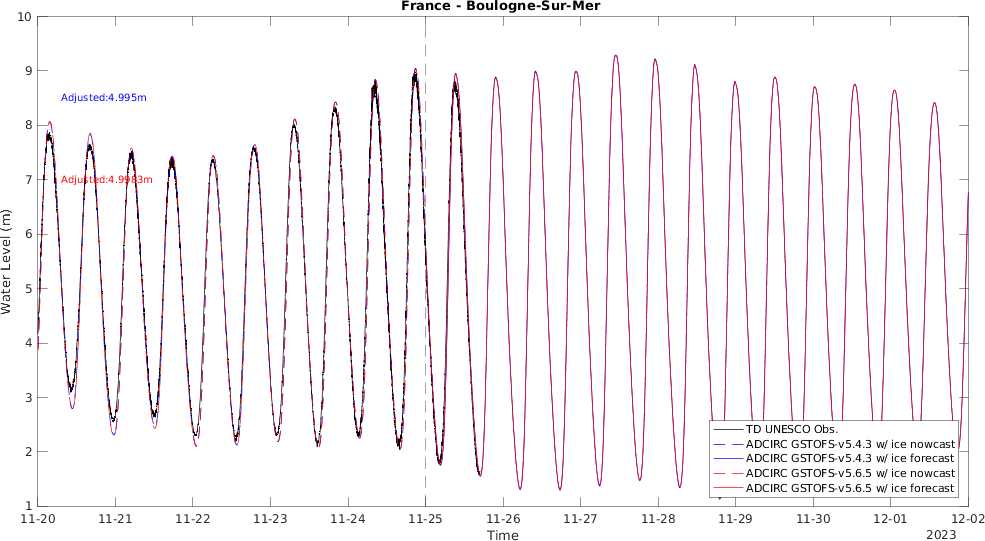 France - Boulogne-Sur-Mer
10
9
8
7
6
5
4
3
2
1
Water Level (m)
Adjusted:4.995m
Adjusted:4.9983m
TD UNESCO Obs.
ADCIRC GSTOFS-v5.4.3 w/ ice nowcast
ADCIRC GSTOFS-v5.4.3 w/ ice forecast
ADCIRC GSTOFS-v5.6.5 w/ ice nowcast
ADCIRC GSTOFS-v5.6.5 w/ ice forecast
11-20 11-21 11-22 11-23 11-24 11-25 11-26 11-27 11-28 11-29 11-30 12-01 12-02
Time
2023